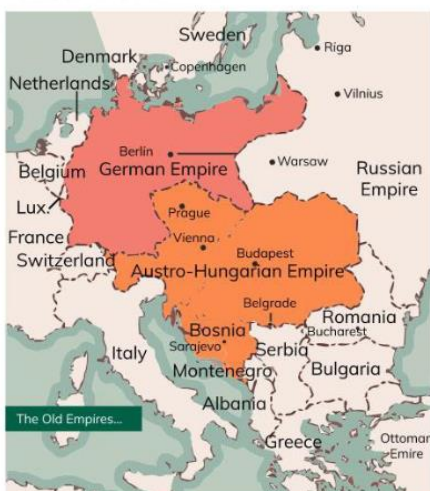 Sweden
Riga
Denmark
Copenhagen
Netherlands
Vilnius
Berlin
Warsaw
Belgium
German Empire
Russian
Empire
Lux.
Prague
France
Vienna
Budapest
Switzerland
Austro-Hungarian Empire
Belgrade
Romania
Bosnia
Bucharest
Sarajevo
Serbia
Italy
Montenegro
Bulgaria
Albania
The Old Empires...
Greece
Ottoman
Emire